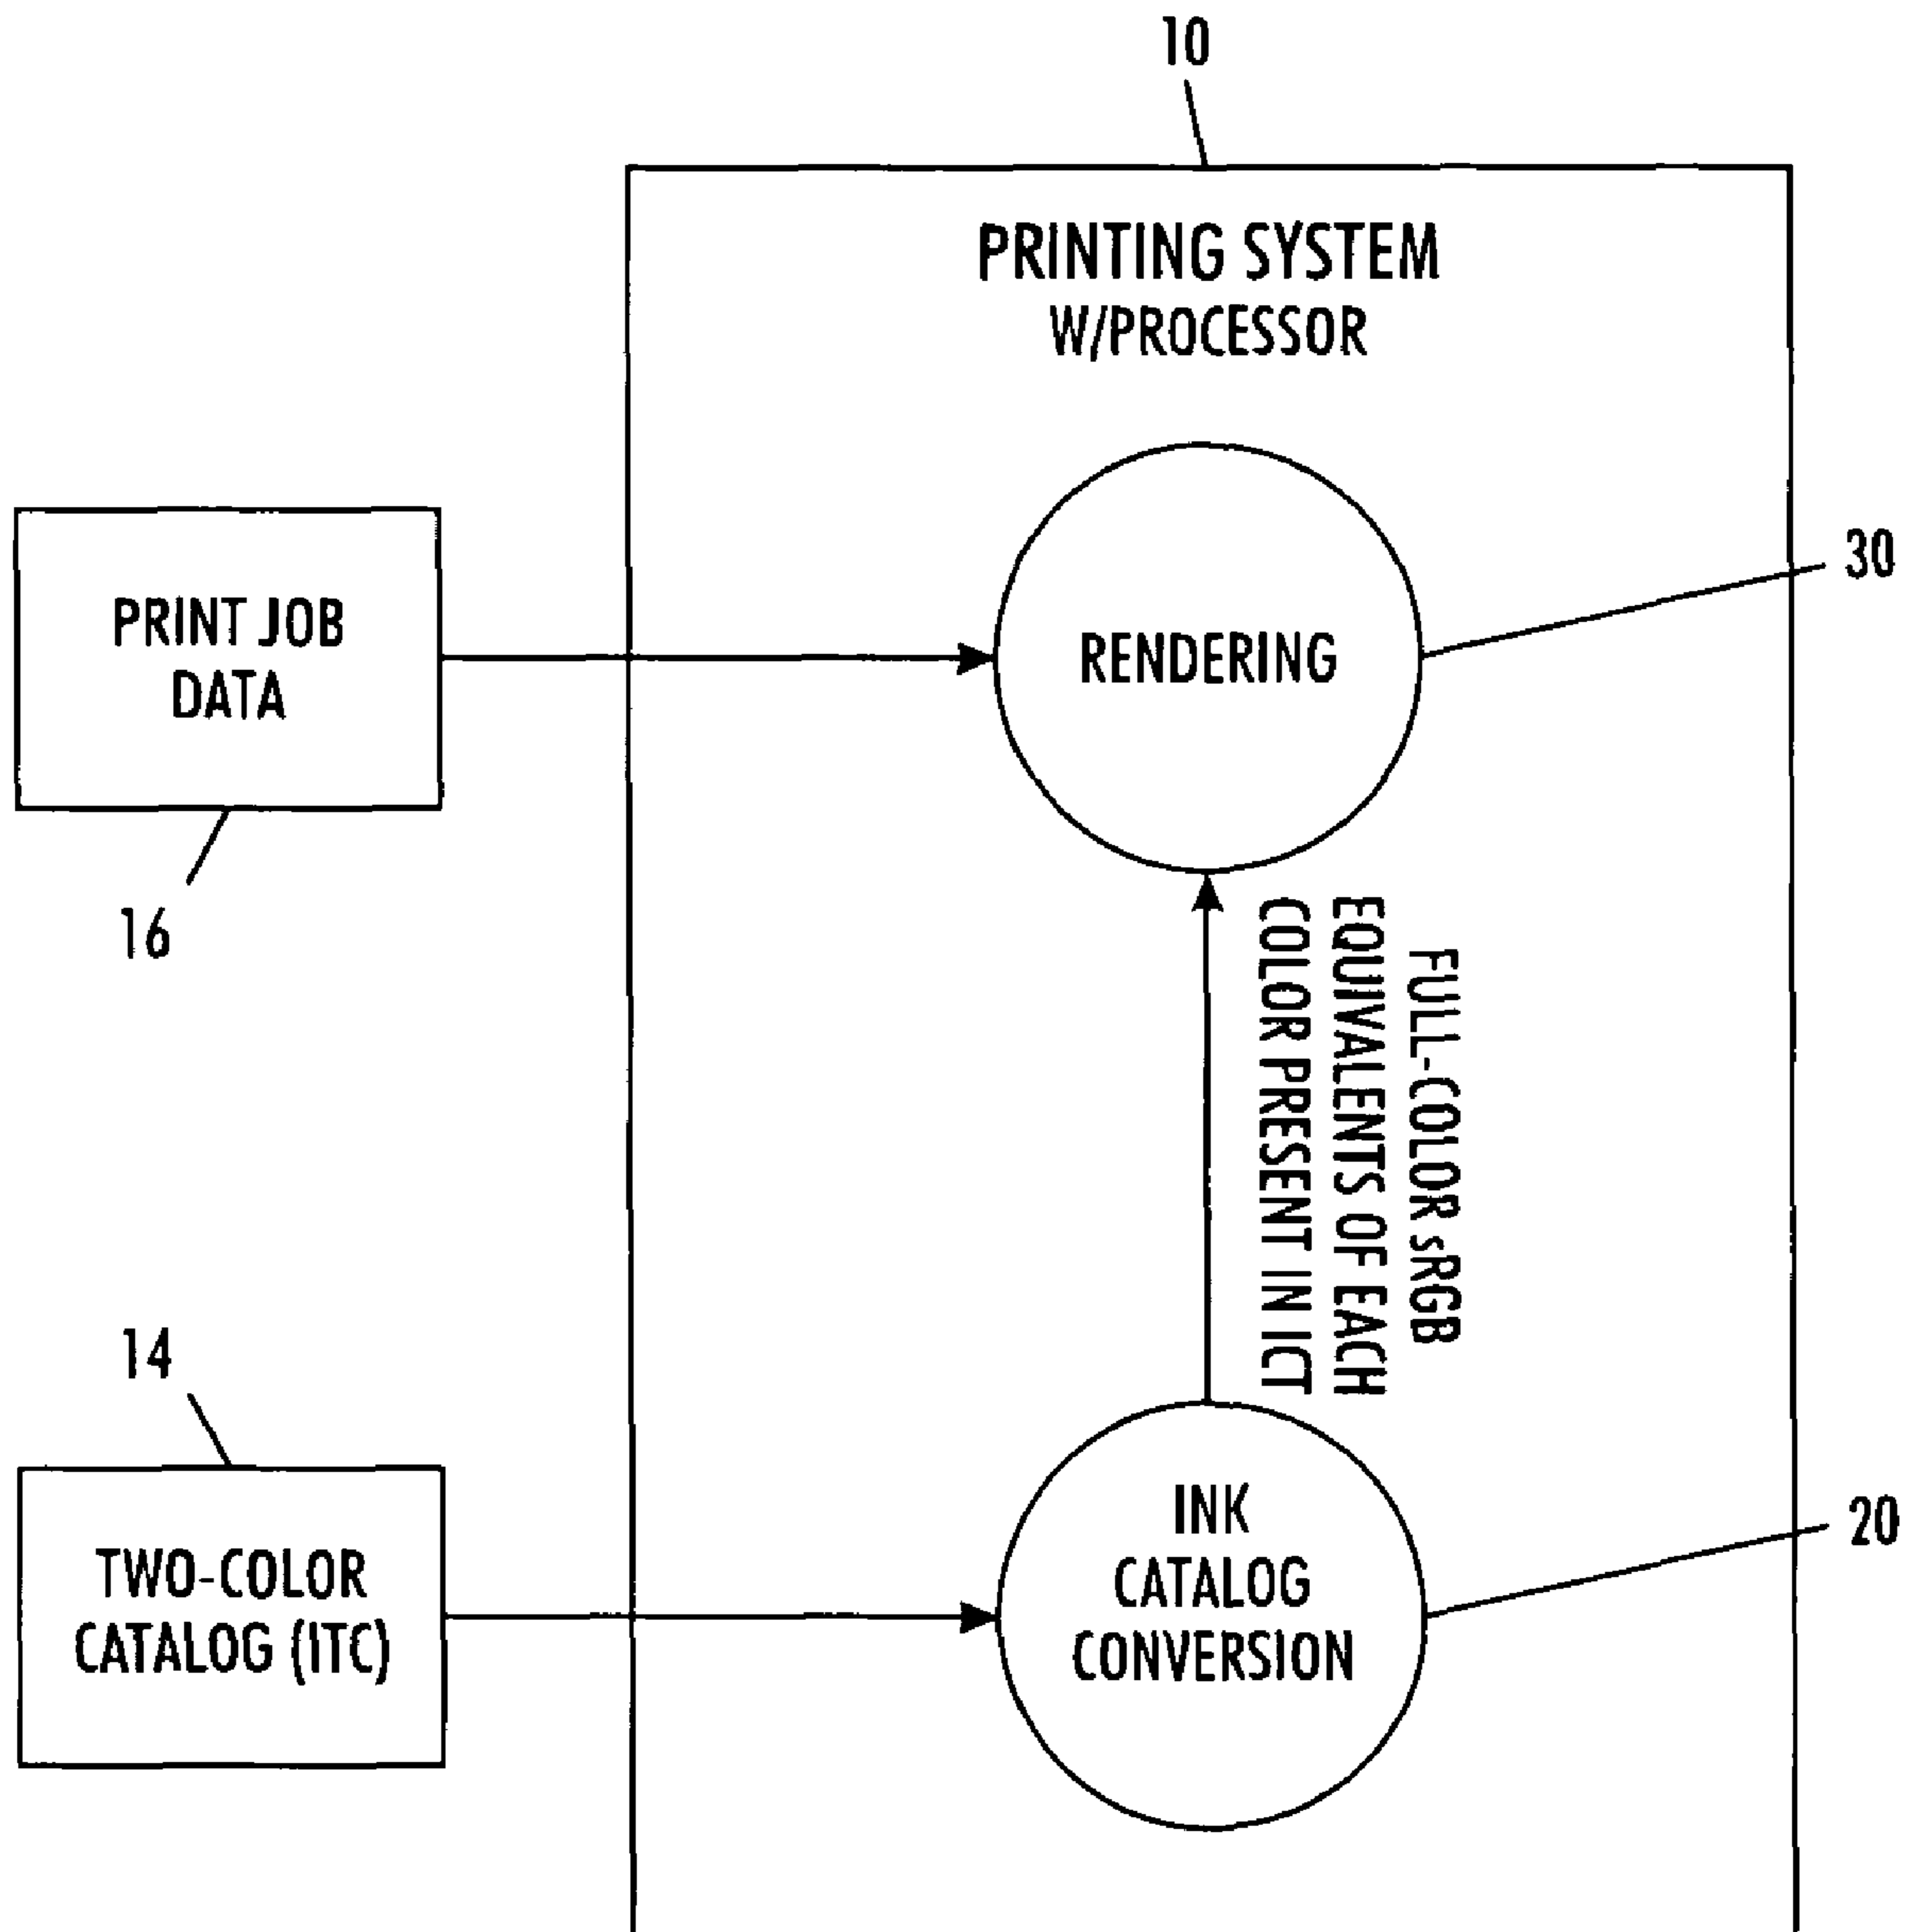 10
PRINTING SYSTEM
W/PROCESSOR
30
PRINT JOB
DATA
RENDERING
16
FULL-COLOR sRGB
EQUIVALENTS OF EACH
COLOR PRESENT IN ICT
14
20
TWO-COLOR
CATALOG (ITC)
INK
CATALOG
CONVERSION